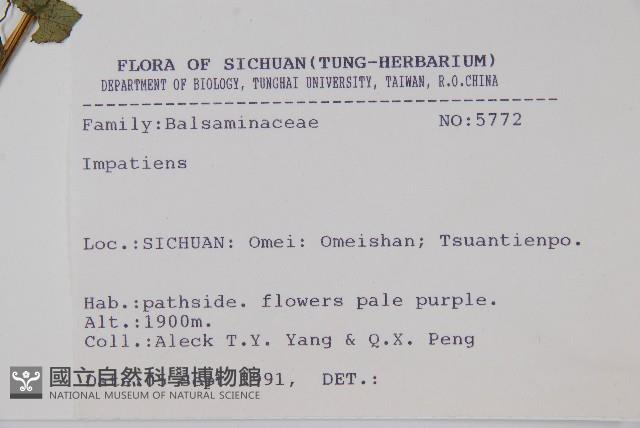 FLORA OF SICHUAN(TUNG-HERBARIUM)
DEPARTMENT OF BIOLOGY, TUNGHAI UNIVERSITY, TAIWAN, R.O.CHINA
Family:Balsaminaceae NO:5772
Impatiens
Loc.:SICHUAN: Omei: Omeishan; Tsuantienpo.
Hab.:pathside. flowers pale purple.
Alt.:1900m.
Coll.:Aleck T.Y. Yang & Q.X. Peng
DET.:
國立自然科學博物館
NATIONAL MUSEUM OF NATURAL SCIENCE